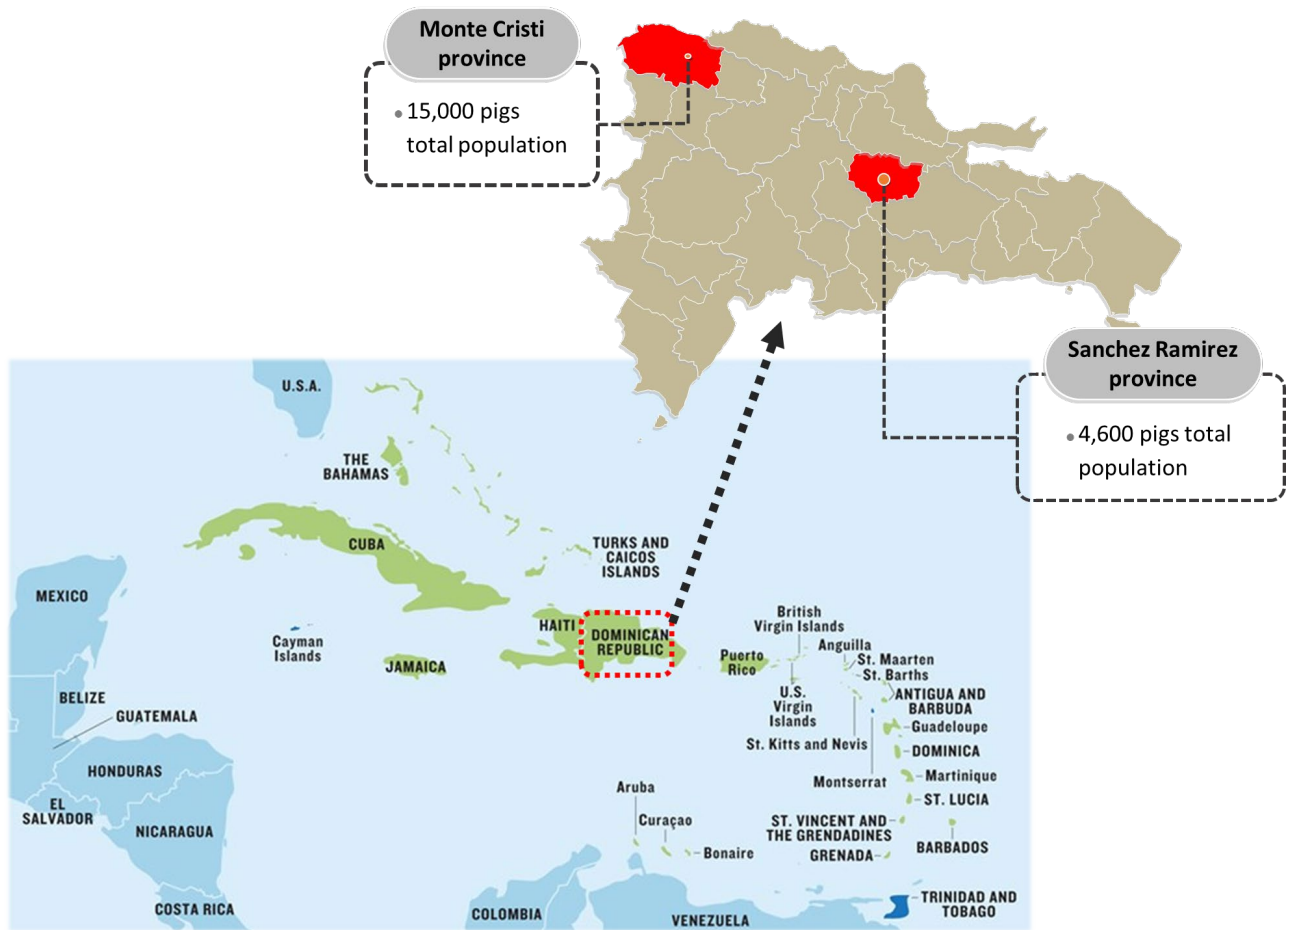 Monte Cristi
province
• 15,000 pigs
total population
Sanchez Ramirez
province
• 4,600 pigs total
population
U.S.A.
THE
BAHAMAS
CUBA
TURKS AND
CAICOS
ISLANDS
MEXICO
Cayman
Islands
JAMAICA
HAITI
DOMINICAN
REPUBLIC
Puerto
Rico
British
Virgin Islands
Anguilla
St. Maarten
St. Barths
U.S.
Virgin
Islands
ANTIGUA AND
BARBUDA
St. Kitts and Nevis
Guadeloupe
Montserrat
DOMINICA
Martinique
ST. LUCIA
BELIZE
GUATEMALA
HONDURAS
EL
SALVADOR
NICARAGUA
Aruba
Curaçao
Bonaire
ST. VINCENT AND
THE GRENDADINES
BARBADOS
GRENADA
COSTA RICA
COLOMBIA
VENEZUELA
TRINIDAD AND
TOBAGO